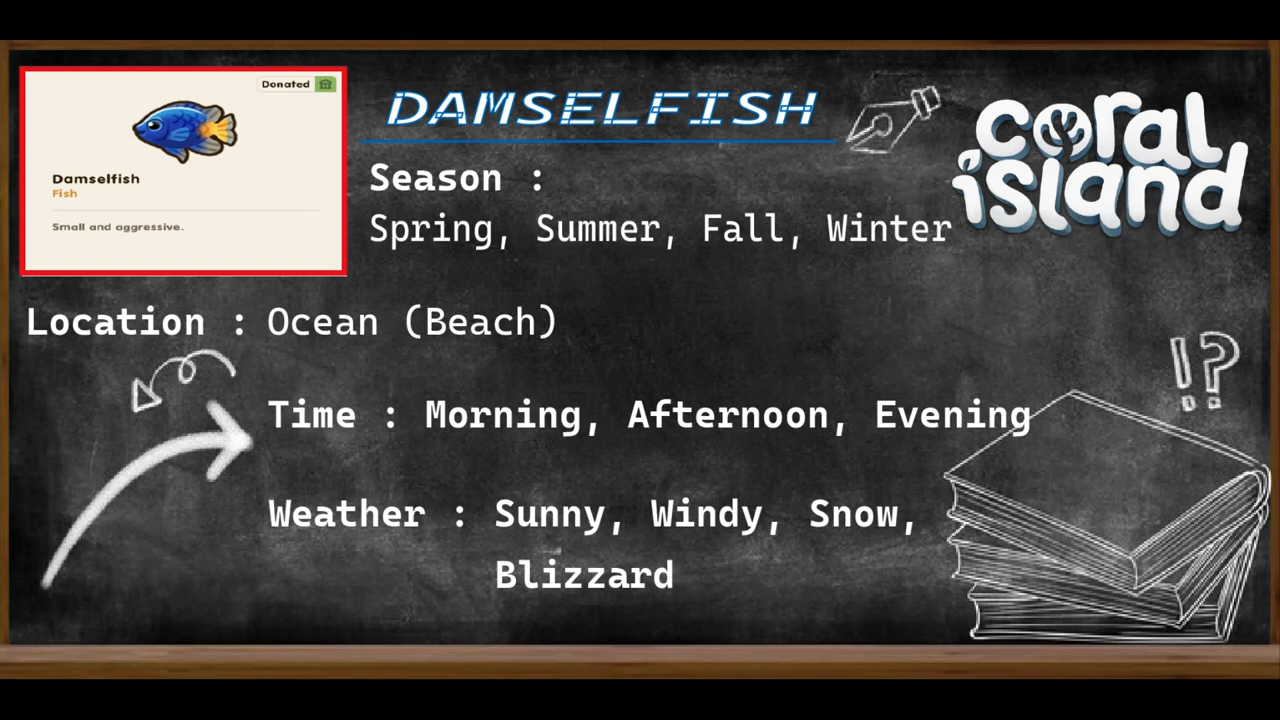 Donated
Damselfish
Fish
Small and aggressive.
DAMSELFISH
Season :
Spring, Summer, Fall, Winter
coral
island
Location : Ocean (Beach)
!?
Time : Morning, Afternoon, Evening
Weather : Sunny, Windy, Snow,
Blizzard